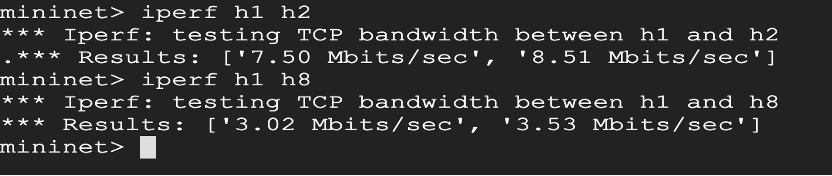 mininet> iperf h1 h2
*** Iperf: testing TCP bandwidth between h1 and h2
.*** Results: ['7.50 Mbits/sec', '8.51 Mbits/sec']
mininet> iperf h1 h8
*** Iperf: testing TCP bandwidth between h1 and h8
*** Results: ['3.02 Mbits/sec', '3.53 Mbits/sec']
mininet>